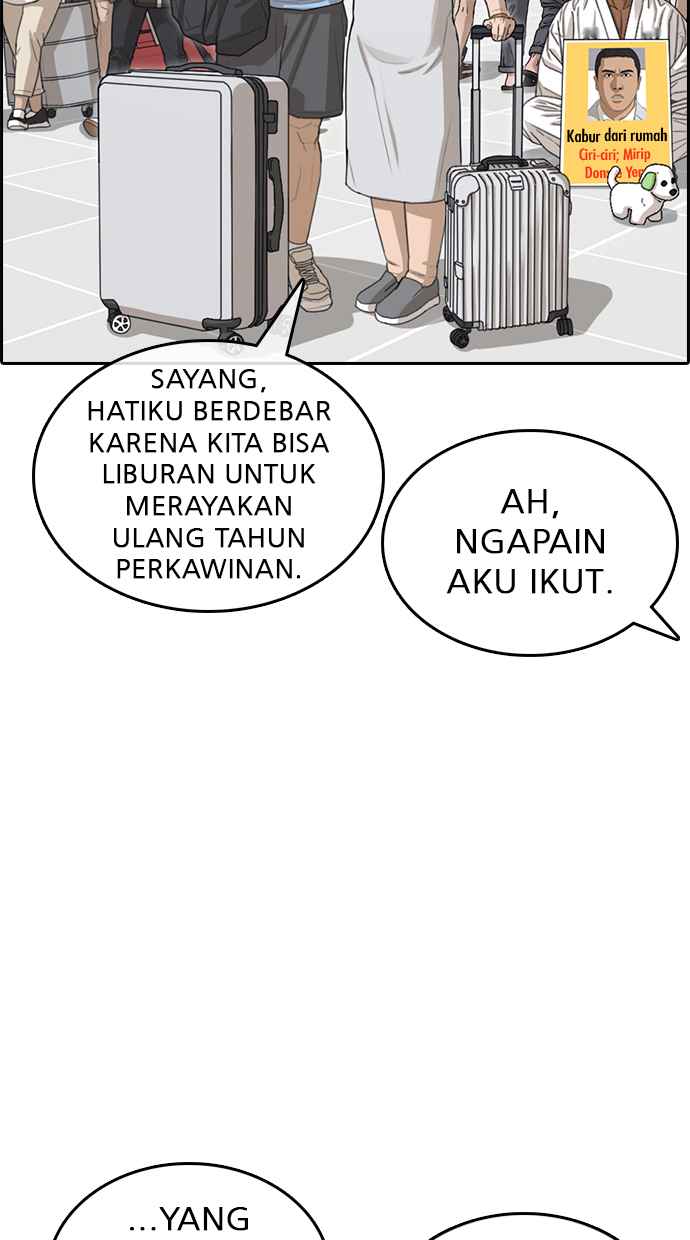 Kabur dari rumah
Ciri-ciri; Mirip
SAYANG,
HATIKU BERDEBAR
KARENA KITA BISA
LIBURAN UNTUK
MERAYAKAN
ULANG TAHUN
PERKAWINAN.
AH,
NGAPAIN
AKU IKUT.
...YANG